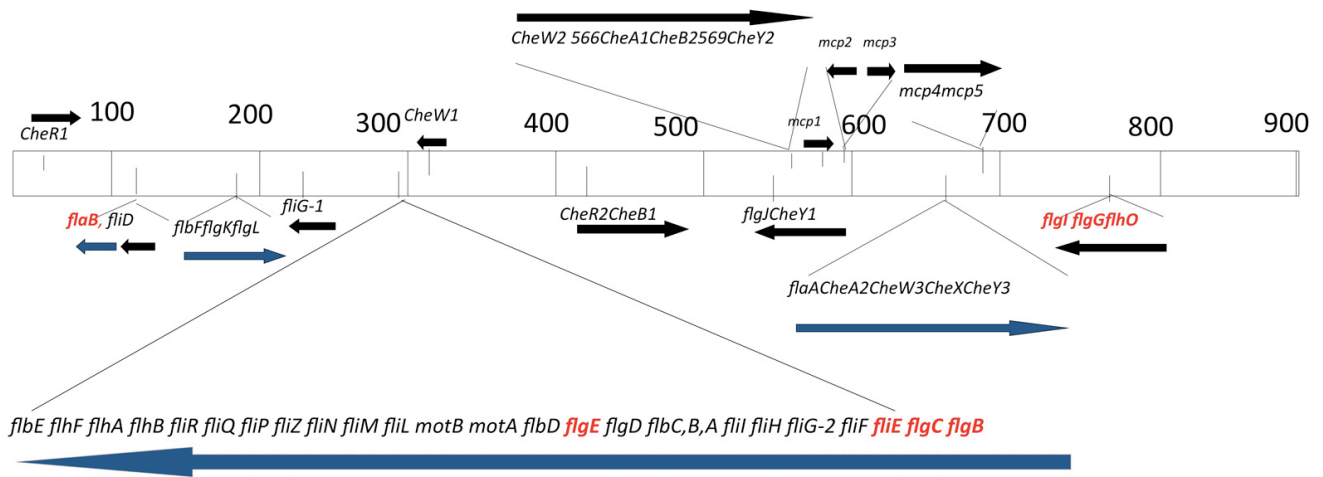 CheW2 566CheA1CheB2569CheY2
mcp2 mcp3
mcp4mcp5
CheR1
100 200 300 CheW1 400 500 mcp1 600 700 800 900
flaB, fliD
flbFflgKflgL
fliG-1
CheR2CheB1
flgJCheY1
flgI flgGflhO
flaACheA2CheW3CheXCheY3
flbE flhF flhA flhB fliR fliQ fliP fliZ fliN fliM fliL motB motA flbD flgE flgD flbC,B,A fliI fliH fliG-2 fliF fliE flgC flgB